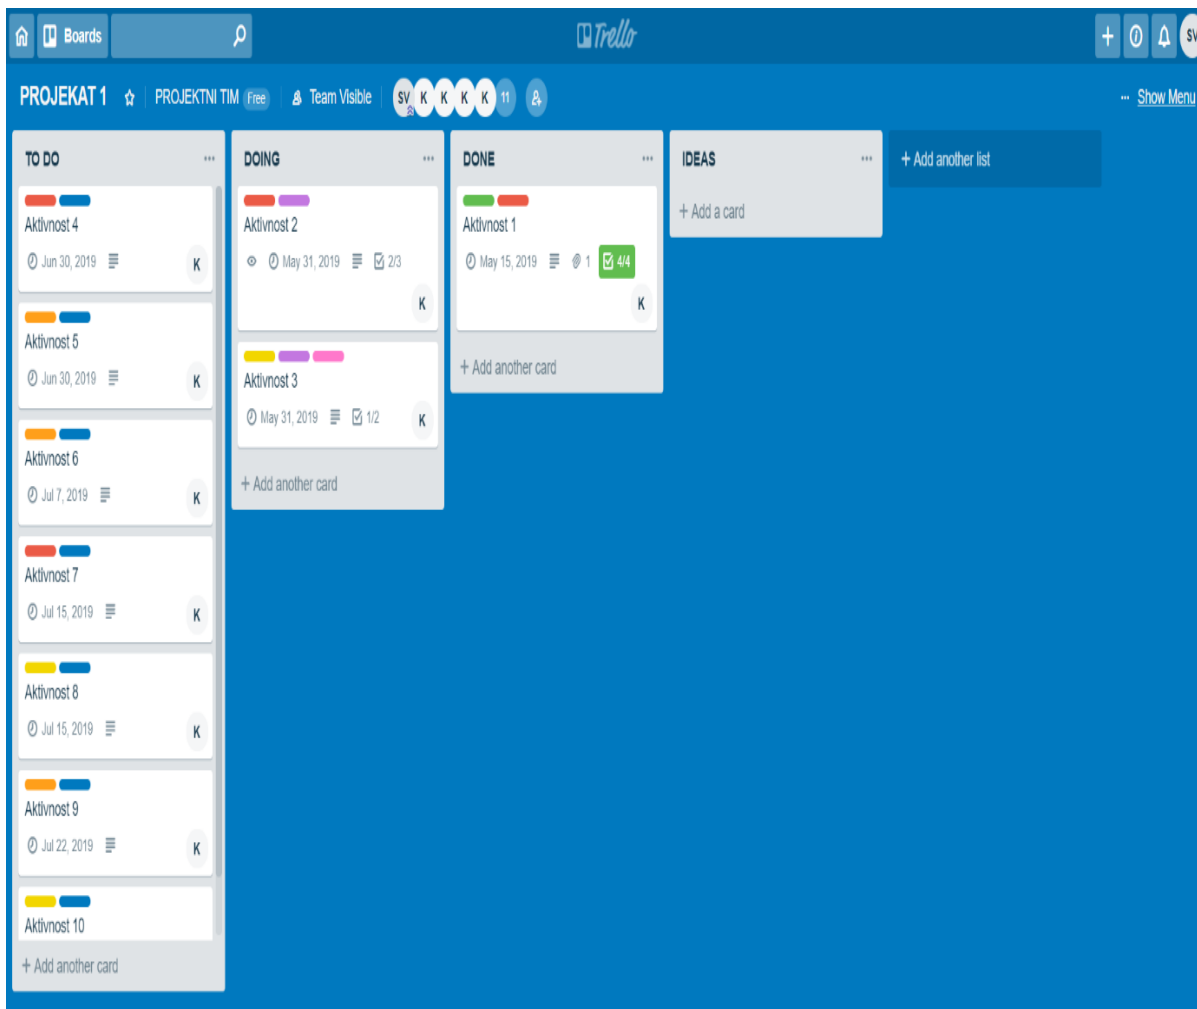 Boards
Trello
SV
PROJEKAT 1
PROJEKTNI TIM Free
Team Visible
SV K K K K 11
··· Show Menu
TO DO
Aktivnost 4
Jun 30, 2019
K
Aktivnost 5
Jun 30, 2019
K
Aktivnost 6
Jul 7, 2019
K
Aktivnost 7
Jul 15, 2019
K
Aktivnost 8
Jul 15, 2019
K
Aktivnost 9
Jul 22, 2019
K
Aktivnost 10
+ Add another card
DOING
Aktivnost 2
May 31, 2019 2/3
K
Aktivnost 3
May 31, 2019 1/2
K
+ Add another card
DONE
Aktivnost 1
May 15, 2019 1 4/4
K
+ Add another card
IDEAS
+ Add a card
+ Add another list